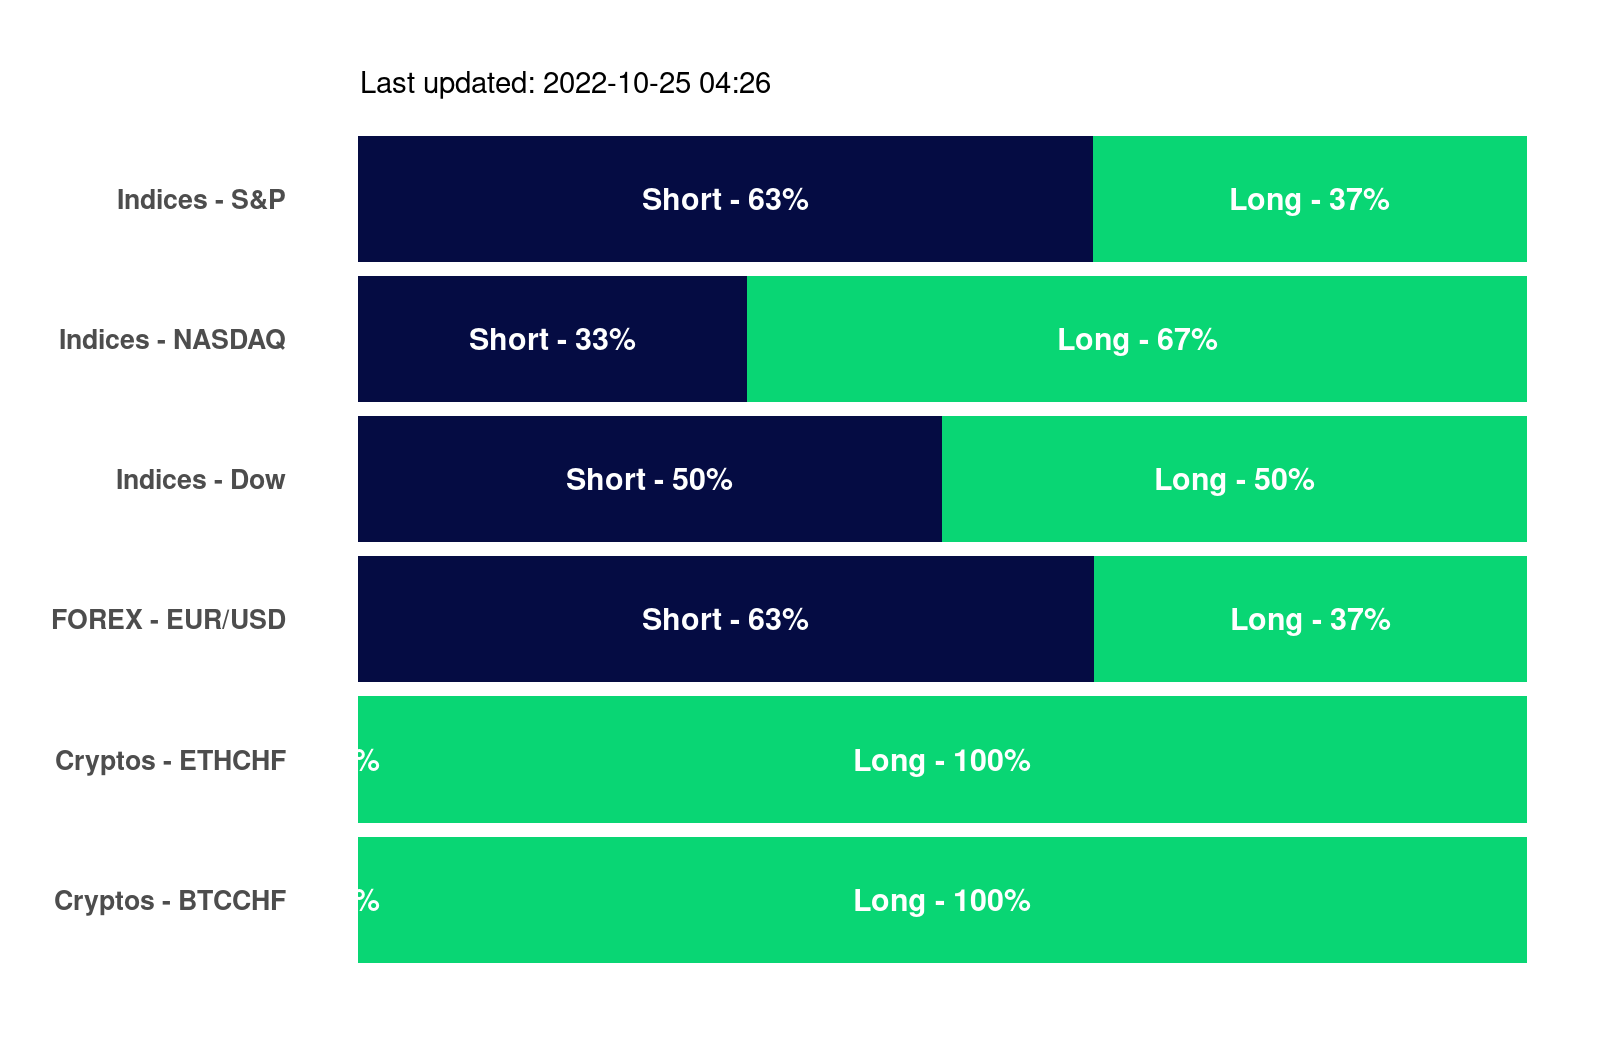 Last updated: 2022-10-25 04:26
Indices - S&P Short - 63% Long - 37%
Indices - NASDAQ Short - 33% Long - 67%
Indices - Dow Short - 50% Long - 50%
FOREX - EUR/USD Short - 63% Long - 37%
Cryptos - ETHCHF % Long - 100%
Cryptos - BTCCHF % Long - 100%